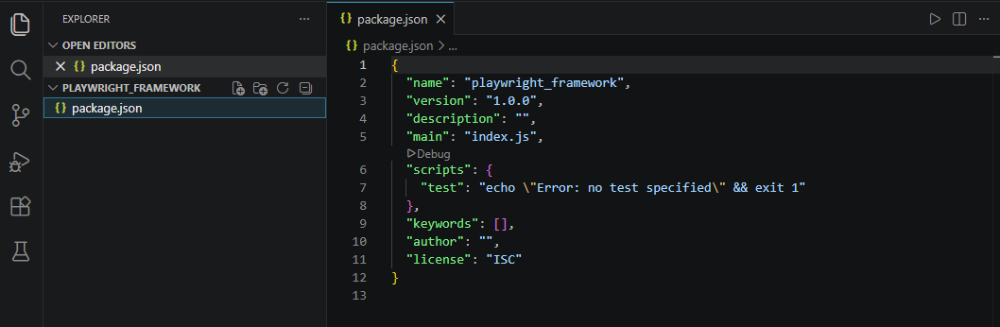 EXPLORER
OPEN EDITORS
{} package.json
PLAYWRIGHT_FRAMEWORK
{} package.json
{} package.json
{} package.json > ...
1 {
2 "name": "playwright_framework",
3 "version": "1.0.0",
4 "description": "",
5 "main": "index.js",
Debug
6 "scripts": {
7 "test": "echo \"Error: no test specified\" && exit 1"
8 },
9 "keywords": [],
10 "author": "",
11 "license": "ISC"
12 }
13